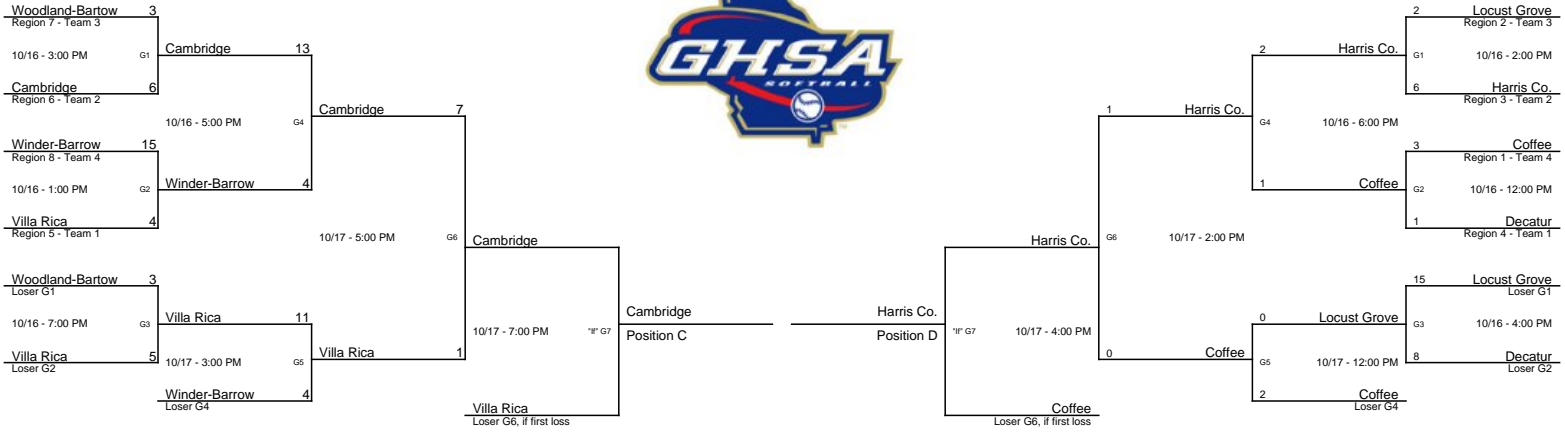 Woodland-Bartow 3
Region 7 - Team 3
10/16 - 3:00 PM G1
Cambridge 13
Cambridge 6
Region 6 - Team 2
10/16 - 5:00 PM G4
Cambridge 7
Winder-Barrow 15
Region 8 - Team 4
10/16 - 1:00 PM G2
Winder-Barrow 4
Villa Rica 4
Region 5 - Team 1
10/17 - 5:00 PM G6
Cambridge
Woodland-Bartow 3
Loser G1
10/16 - 7:00 PM G3
Villa Rica 11
Villa Rica 5
Loser G2
10/17 - 3:00 PM G5
Villa Rica 1
Winder-Barrow 4
Loser G4
10/17 - 7:00 PM "If" G7
Cambridge
Position C
Villa Rica
Loser G6, if first loss
GHSA
SOFTBALL
™
2 Locust Grove
Region 2 - Team 3
G1 10/16 - 2:00 PM
2 Harris Co.
6 Harris Co.
Region 3 - Team 2
G4 10/16 - 6:00 PM
1 Harris Co.
3 Coffee
Region 1 - Team 4
G2 10/16 - 12:00 PM
1 Coffee
1 Decatur
Region 4 - Team 1
G6 10/17 - 2:00 PM
Harris Co.
15 Locust Grove
Loser G1
G3 10/16 - 4:00 PM
0 Locust Grove
8 Decatur
Loser G2
G5 10/17 - 12:00 PM
0 Coffee
2 Coffee
Loser G4
"If" G7 10/17 - 4:00 PM
Harris Co.
Position D
Coffee
Loser G6, if first loss